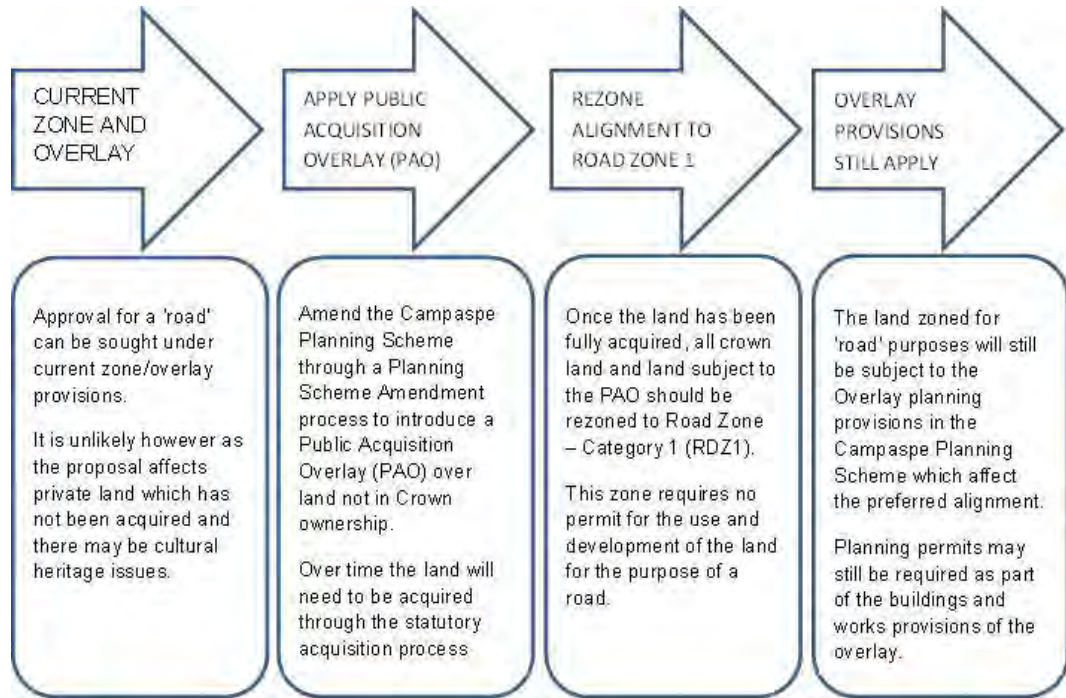 CURRENT
ZONE AND
OVERLAY
APPLY PUBLIC
ACQUISITION
OVERLAY (PAO)
REZONE
ALIGNMENT TO
ROAD ZONE 1
OVERLAY
PROVISIONS
STILL APPLY
Approval for a 'road'
can be sought under
current zone/overlay
provisions.
It is unlikely however as
the proposal affects
private land which has
not been acquired and
there may be cultural
heritage issues.
Amend the Campaspe
Planning Scheme
through a Planning
Scheme Amendment
process to introduce a
Public Acquisition
Overlay (PAO) over
land not in Crown
ownership.
Over time the land will
need to be acquired
through the statutory
acquisition process
Once the land has been
fully acquired, all crown
land and land subject to
the PAO should be
rezoned to Road Zone
– Category 1 (RDZ1).
This zone requires no
permit for the use and
development of the land
for the purpose of a
road.
The land zoned for
'road' purposes will still
be subject to the
Overlay planning
provisions in the
Campaspe Planning
Scheme which affect
the preferred alignment.
Planning permits may
still be required as part
of the buildings and
works provisions of the
overlay.